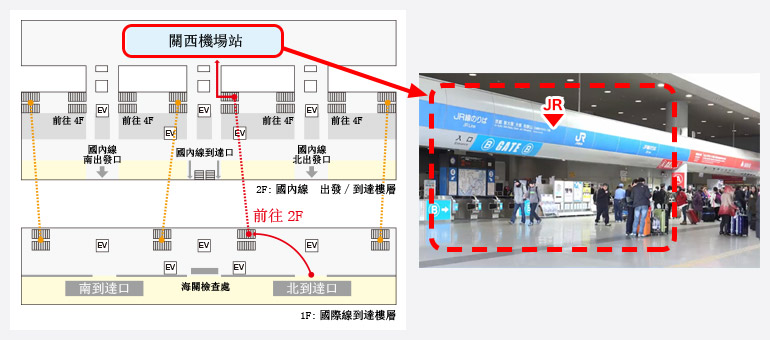 關西機場站
EV EV EV
前往 4F 前往 4F 前往 4F 前往 4F
EV EV
國內線
南出發口
國內線到達口
國內線
北出發口
2F: 國內線 出發 / 到達樓層
前往 2F
EV EV EV
EV EV
南到達口
海關檢查處
北到達口
1F: 國際線到達樓層
JR
JR線のりば
JR
入口
B GATE B
B